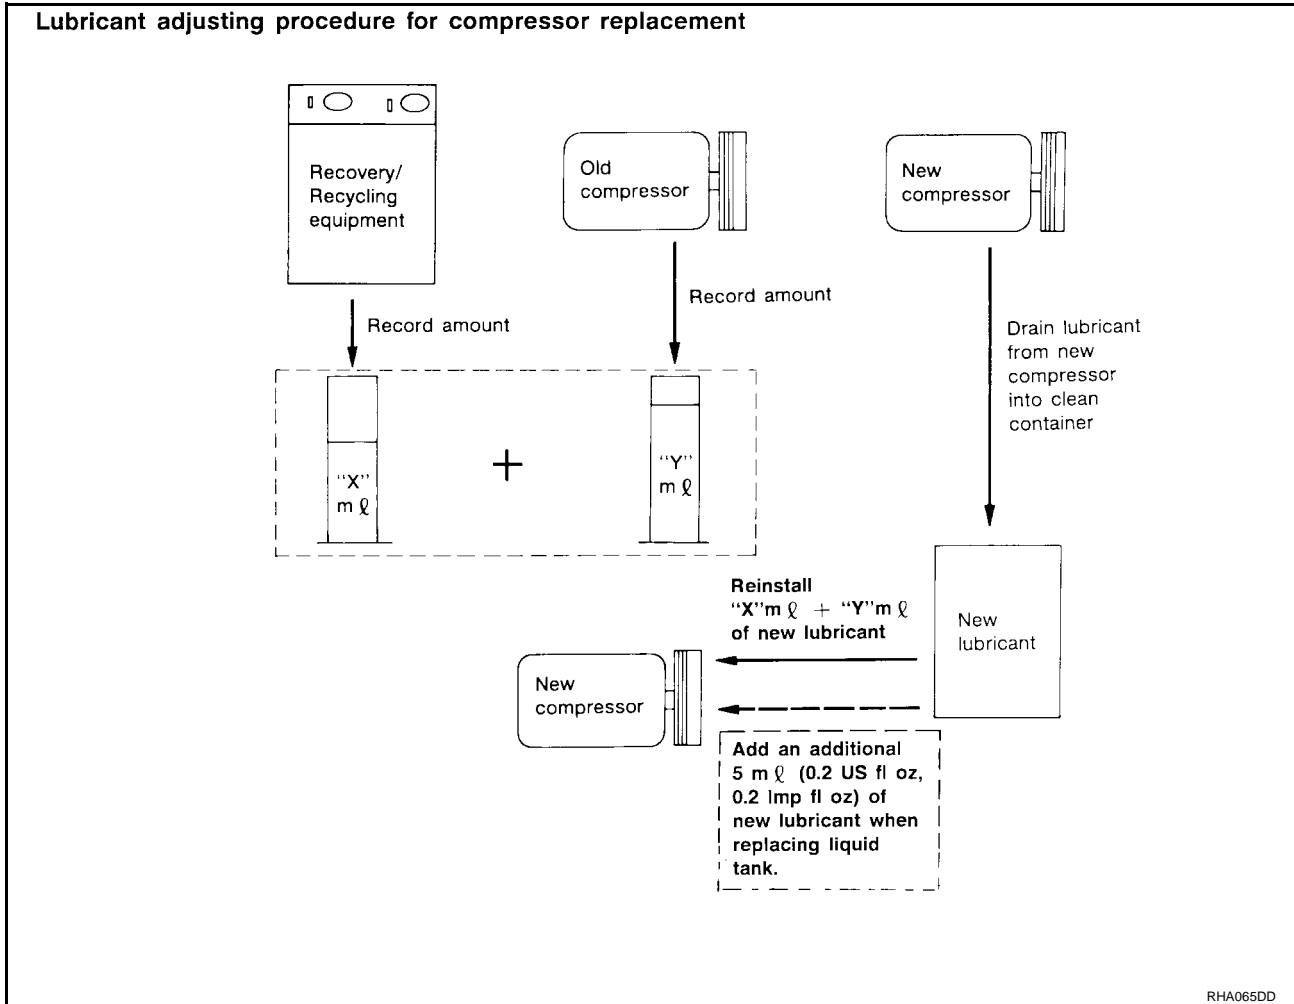 Lubricant adjusting procedure for compressor replacement
Recovery/
Recycling
equipment
Old
compressor
New
compressor
Record amount
Record amount
Drain lubricant
from new
compressor
into clean
container
“X”
mℓ
+
“Y”
mℓ
Reinstall
“X”mℓ + “Y”mℓ
of new lubricant
New
lubricant
New
compressor
Add an additional
5 mℓ (0.2 US fl oz,
0.2 Imp fl oz) of
new lubricant when
replacing liquid
tank.
RHA065DD